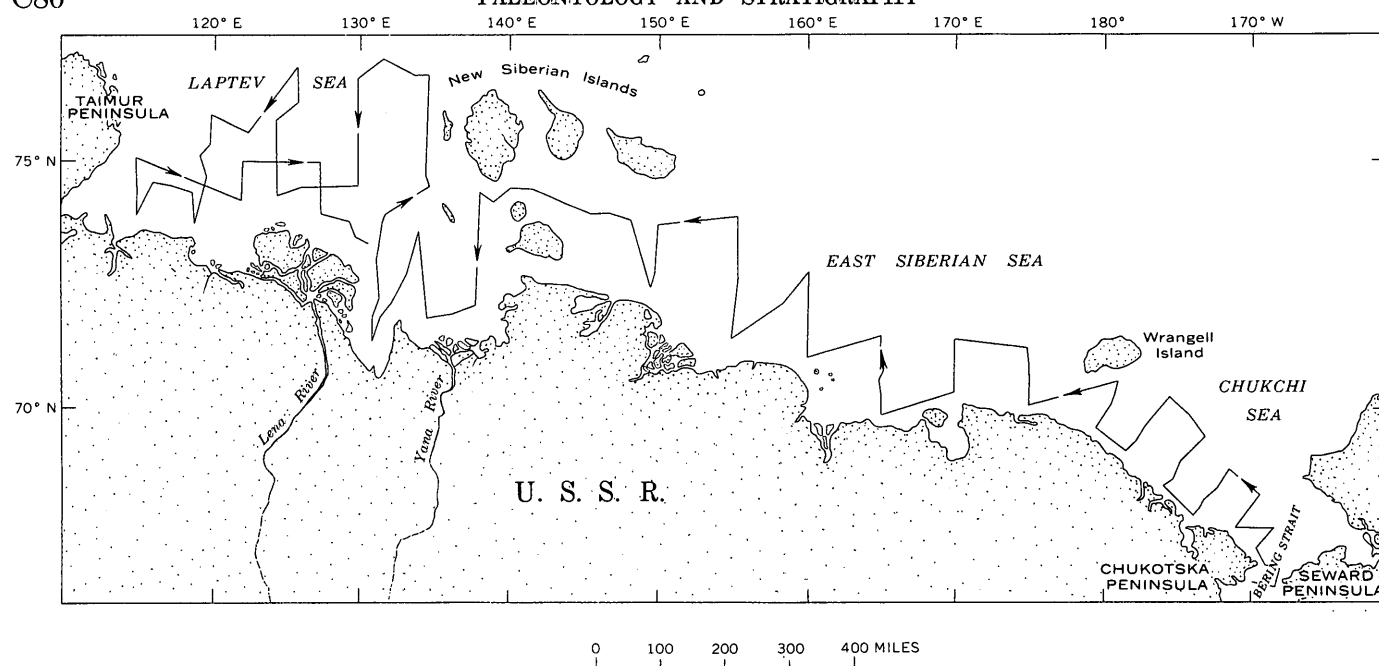 C86
PALEONTOLOGY AND STRATIGRAPHY
120° E
130° E
140° E
150° E
160° E
170° E
180°
170° W
LAPTEV SEA
New Siberian Islands
TAIMUR
PENINSULA
75° N
EAST SIBERIAN SEA
Wrangell
Island
CHUKCHI
SEA
70° N
Lena River
Yana River
U. S. S. R.
BERING STRAIT
CHUKOTSKA
PENINSULA
SEWARD
PENINSULA
0 100 200 300 400 MILES